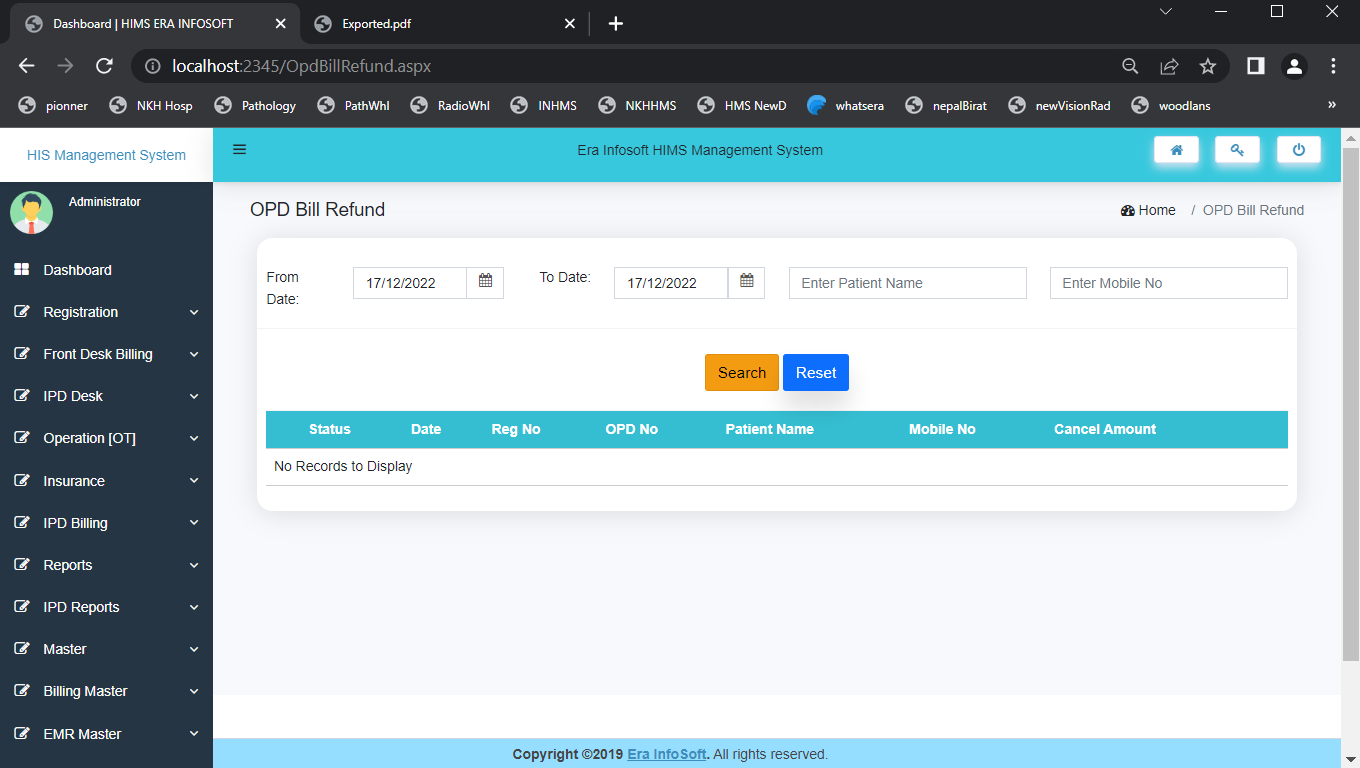 Dashboard | HIMS ERA INFOSOFT
Exported.pdf
localhost:2345/OpdBillRefund.aspx
pionner NKH Hosp Pathology PathWhl RadioWhl INHMS NKHHMS HMS NewD whatsera nepalBirat newVisionRad woodlans »
HIS Management System
Era Infosoft HIMS Management System
Administrator
Dashboard
Registration
Front Desk Billing
IPD Desk
Operation [OT]
Insurance
IPD Billing
Reports
IPD Reports
Master
Billing Master
EMR Master
OPD Bill Refund
Home / OPD Bill Refund
From Date: 17/12/2022 To Date: 17/12/2022 Enter Patient Name Enter Mobile No
Search Reset
Status Date Reg No OPD No Patient Name Mobile No Cancel Amount
No Records to Display
Copyright ©2019 Era InfoSoft. All rights reserved.